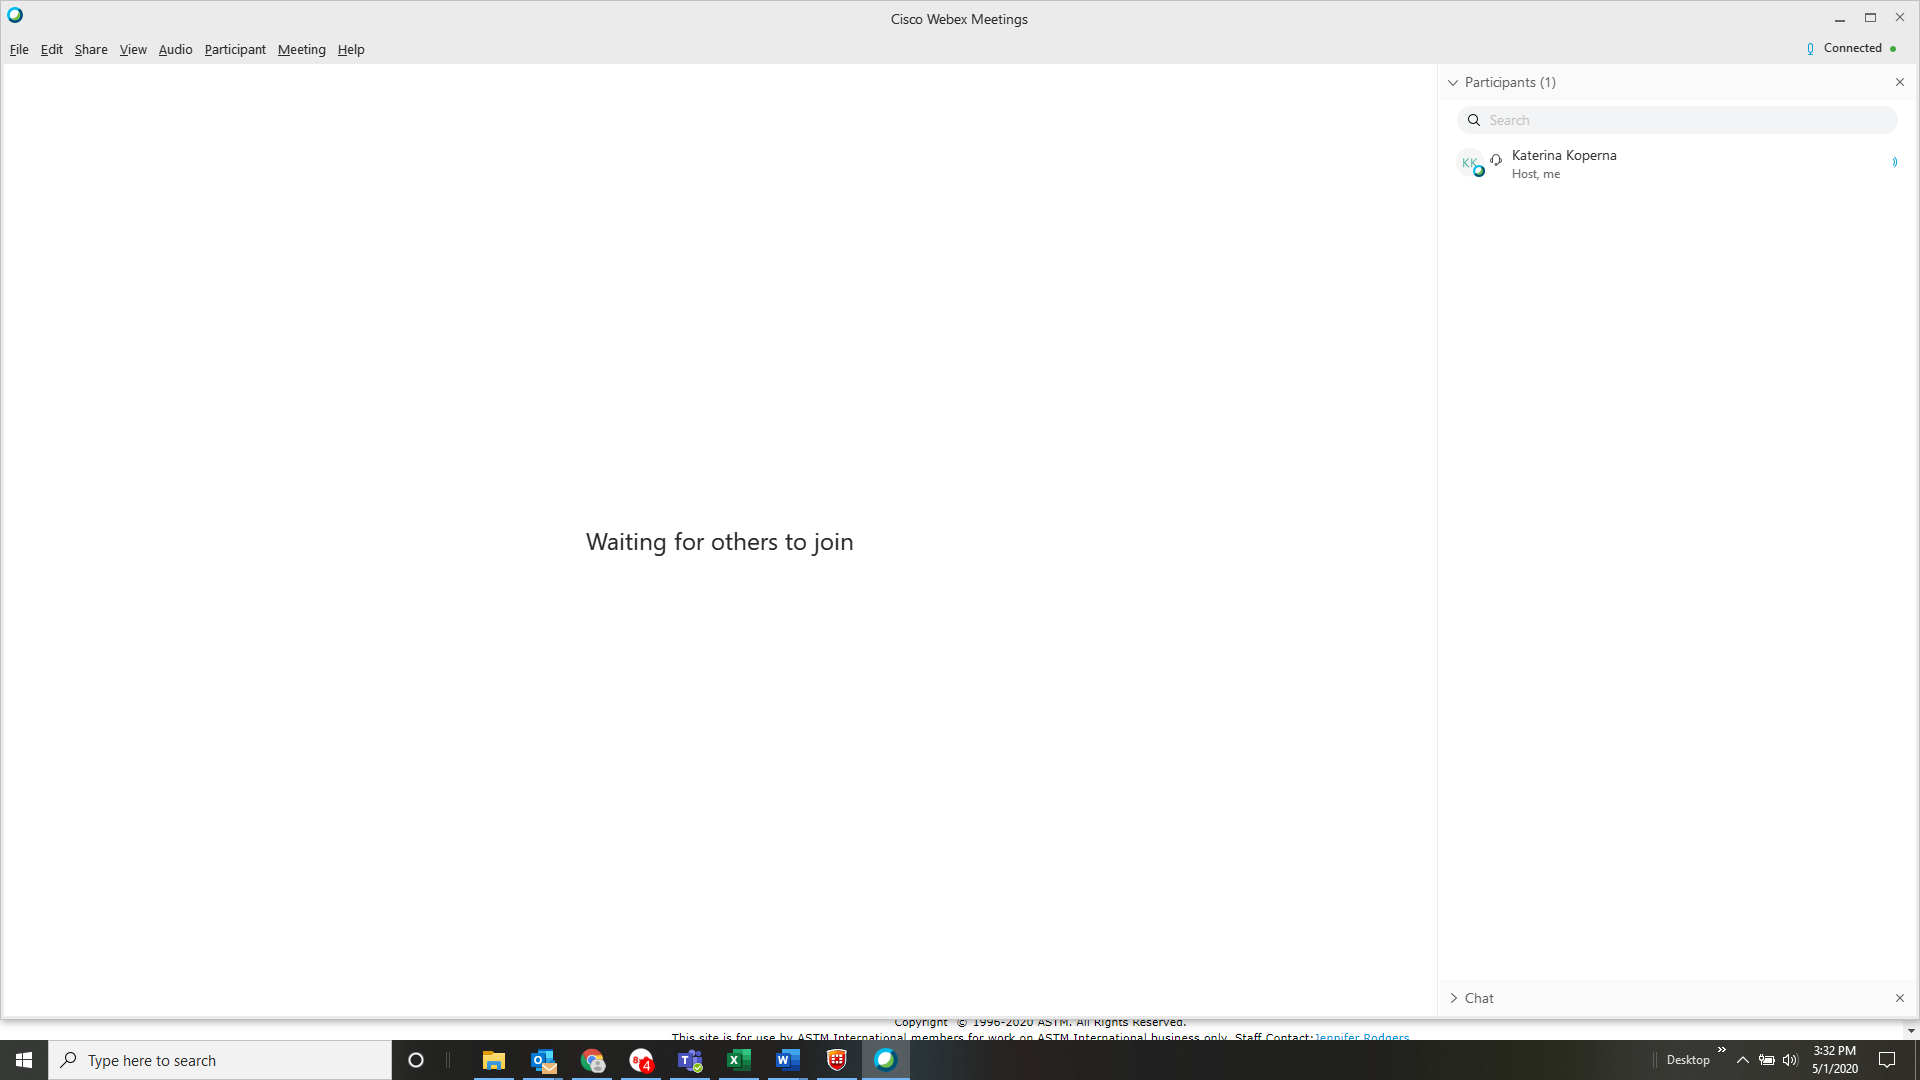 Cisco Webex Meetings
File Edit Share View Audio Participant Meeting Help
Connected
Participants (1)
Search
KK
Katerina Koperna
Host, me
Waiting for others to join
Chat
Copyright © 1996-2020 ASTM. All Rights Reserved.
This site is for use by ASTM International members for work on ASTM International business only. Staff Contact:Jennifer Rodgers
Type here to search
4
Desktop
3:32 PM
5/1/2020